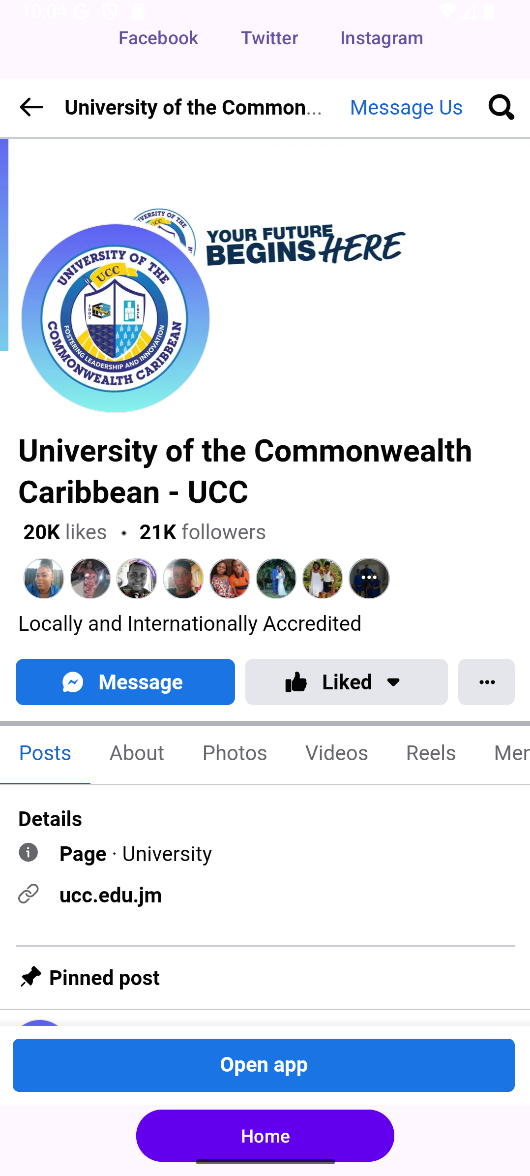 10:04
Facebook Twitter Instagram
University of the Common... Message Us
YOUR FUTURE
BEGINS HERE
UNIVERSITY OF THE
UCC
FOSTERING LEADERSHIP AND INNOVATION
COMMONWEALTH CARIBBEAN
University of the Commonwealth
Caribbean - UCC
20K likes • 21K followers
Locally and Internationally Accredited
Message Liked
Posts About Photos Videos Reels Men
Details
Page · University
ucc.edu.jm
Pinned post
Open app
Home